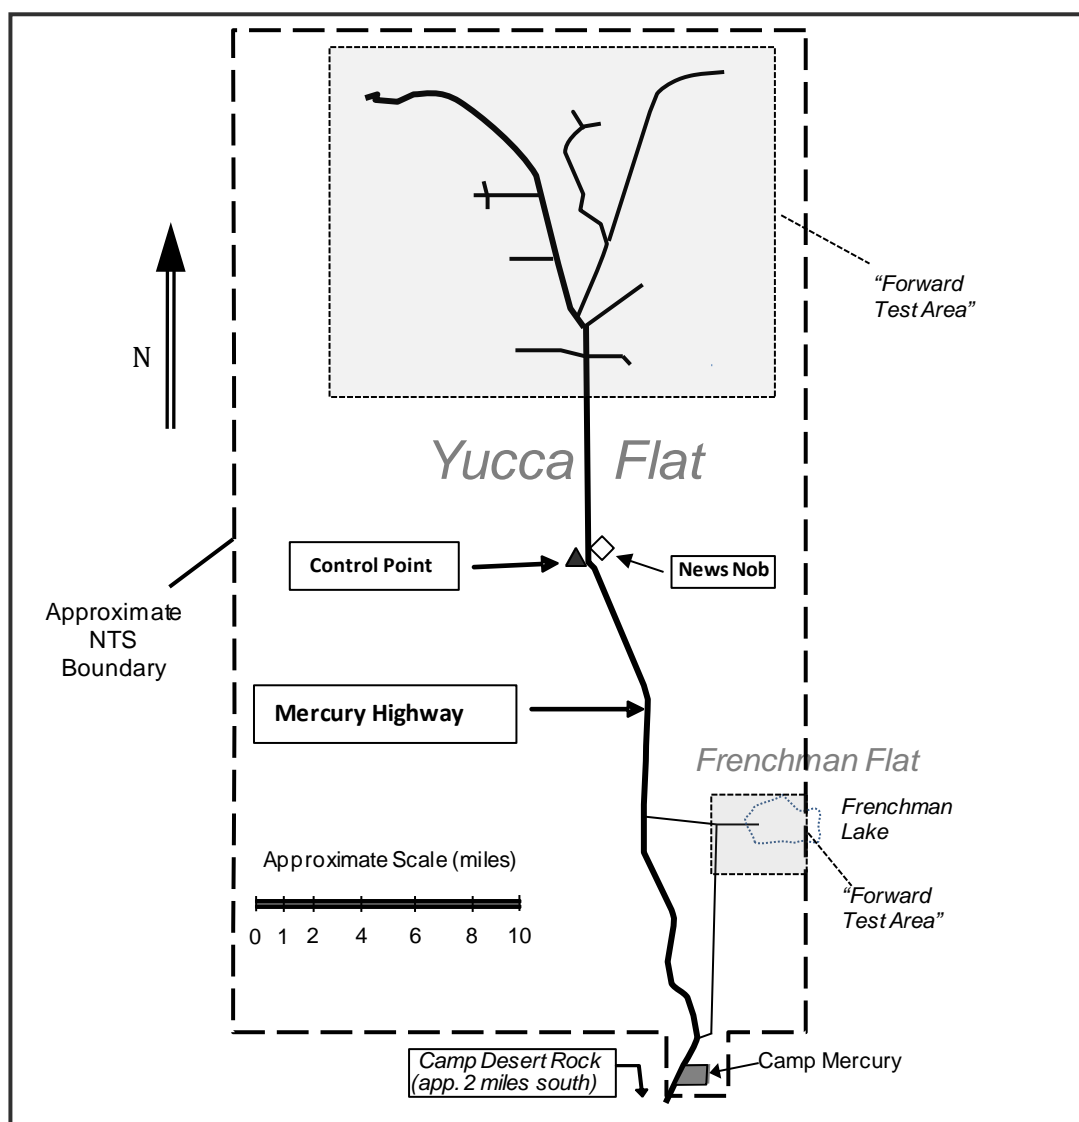 “Forward
Test Area”
N
Yucca Flat
Control Point
News Nob
Approximate
NTS
Boundary
Mercury Highway
Frenchman Flat
Frenchman
Lake
Approximate Scale (miles)
“Forward
Test Area”
0 1 2 4 6 8 10
Camp Desert Rock
(app. 2 miles south)
Camp Mercury